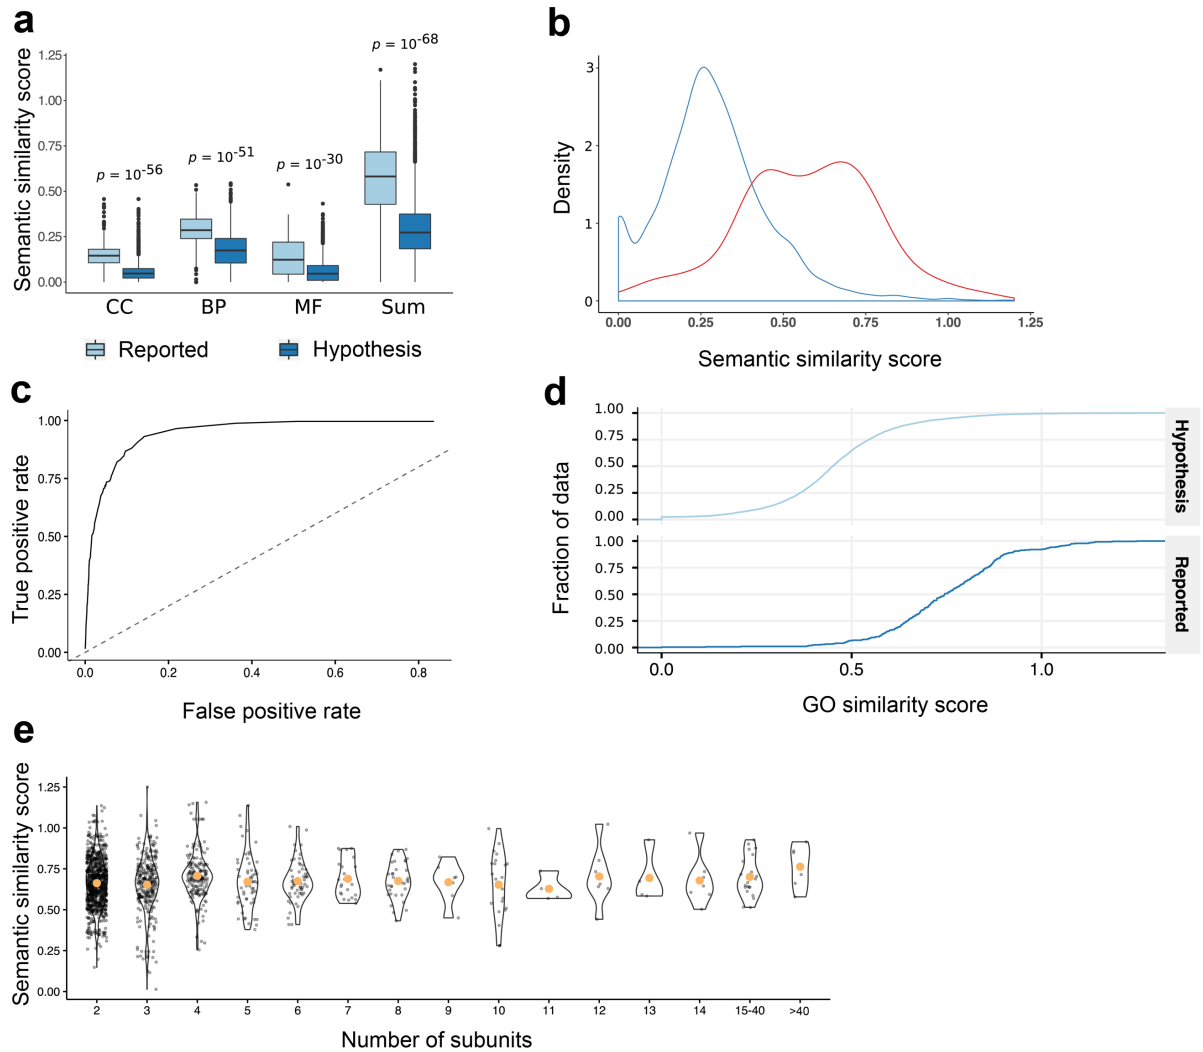 a
Semantic similarity score
1.25
1.00
0.75
0.50
0.25
0.00
p = 10-56
p = 10-51
p = 10-30
p = 10-68
CC BP MF Sum
Reported Hypothesis
b
Density
3
2
1
0
0.00 0.25 0.50 0.75 1.00 1.25
Semantic similarity score
c
True positive rate
1.00
0.75
0.50
0.25
0.00
0.0 0.2 0.4 0.6 0.8
False positive rate
d
Fraction of data
1.00
0.75
0.50
0.25
0.00
Hypothesis
1.00
0.75
0.50
0.25
0.00
Reported
0.0 0.5 1.0
GO similarity score
e
Semantic similarity score
1.25
1.00
0.75
0.50
0.25
0.00
2 3 4 5 6 7 8 9 10 11 12 13 14 15-40 >40
Number of subunits